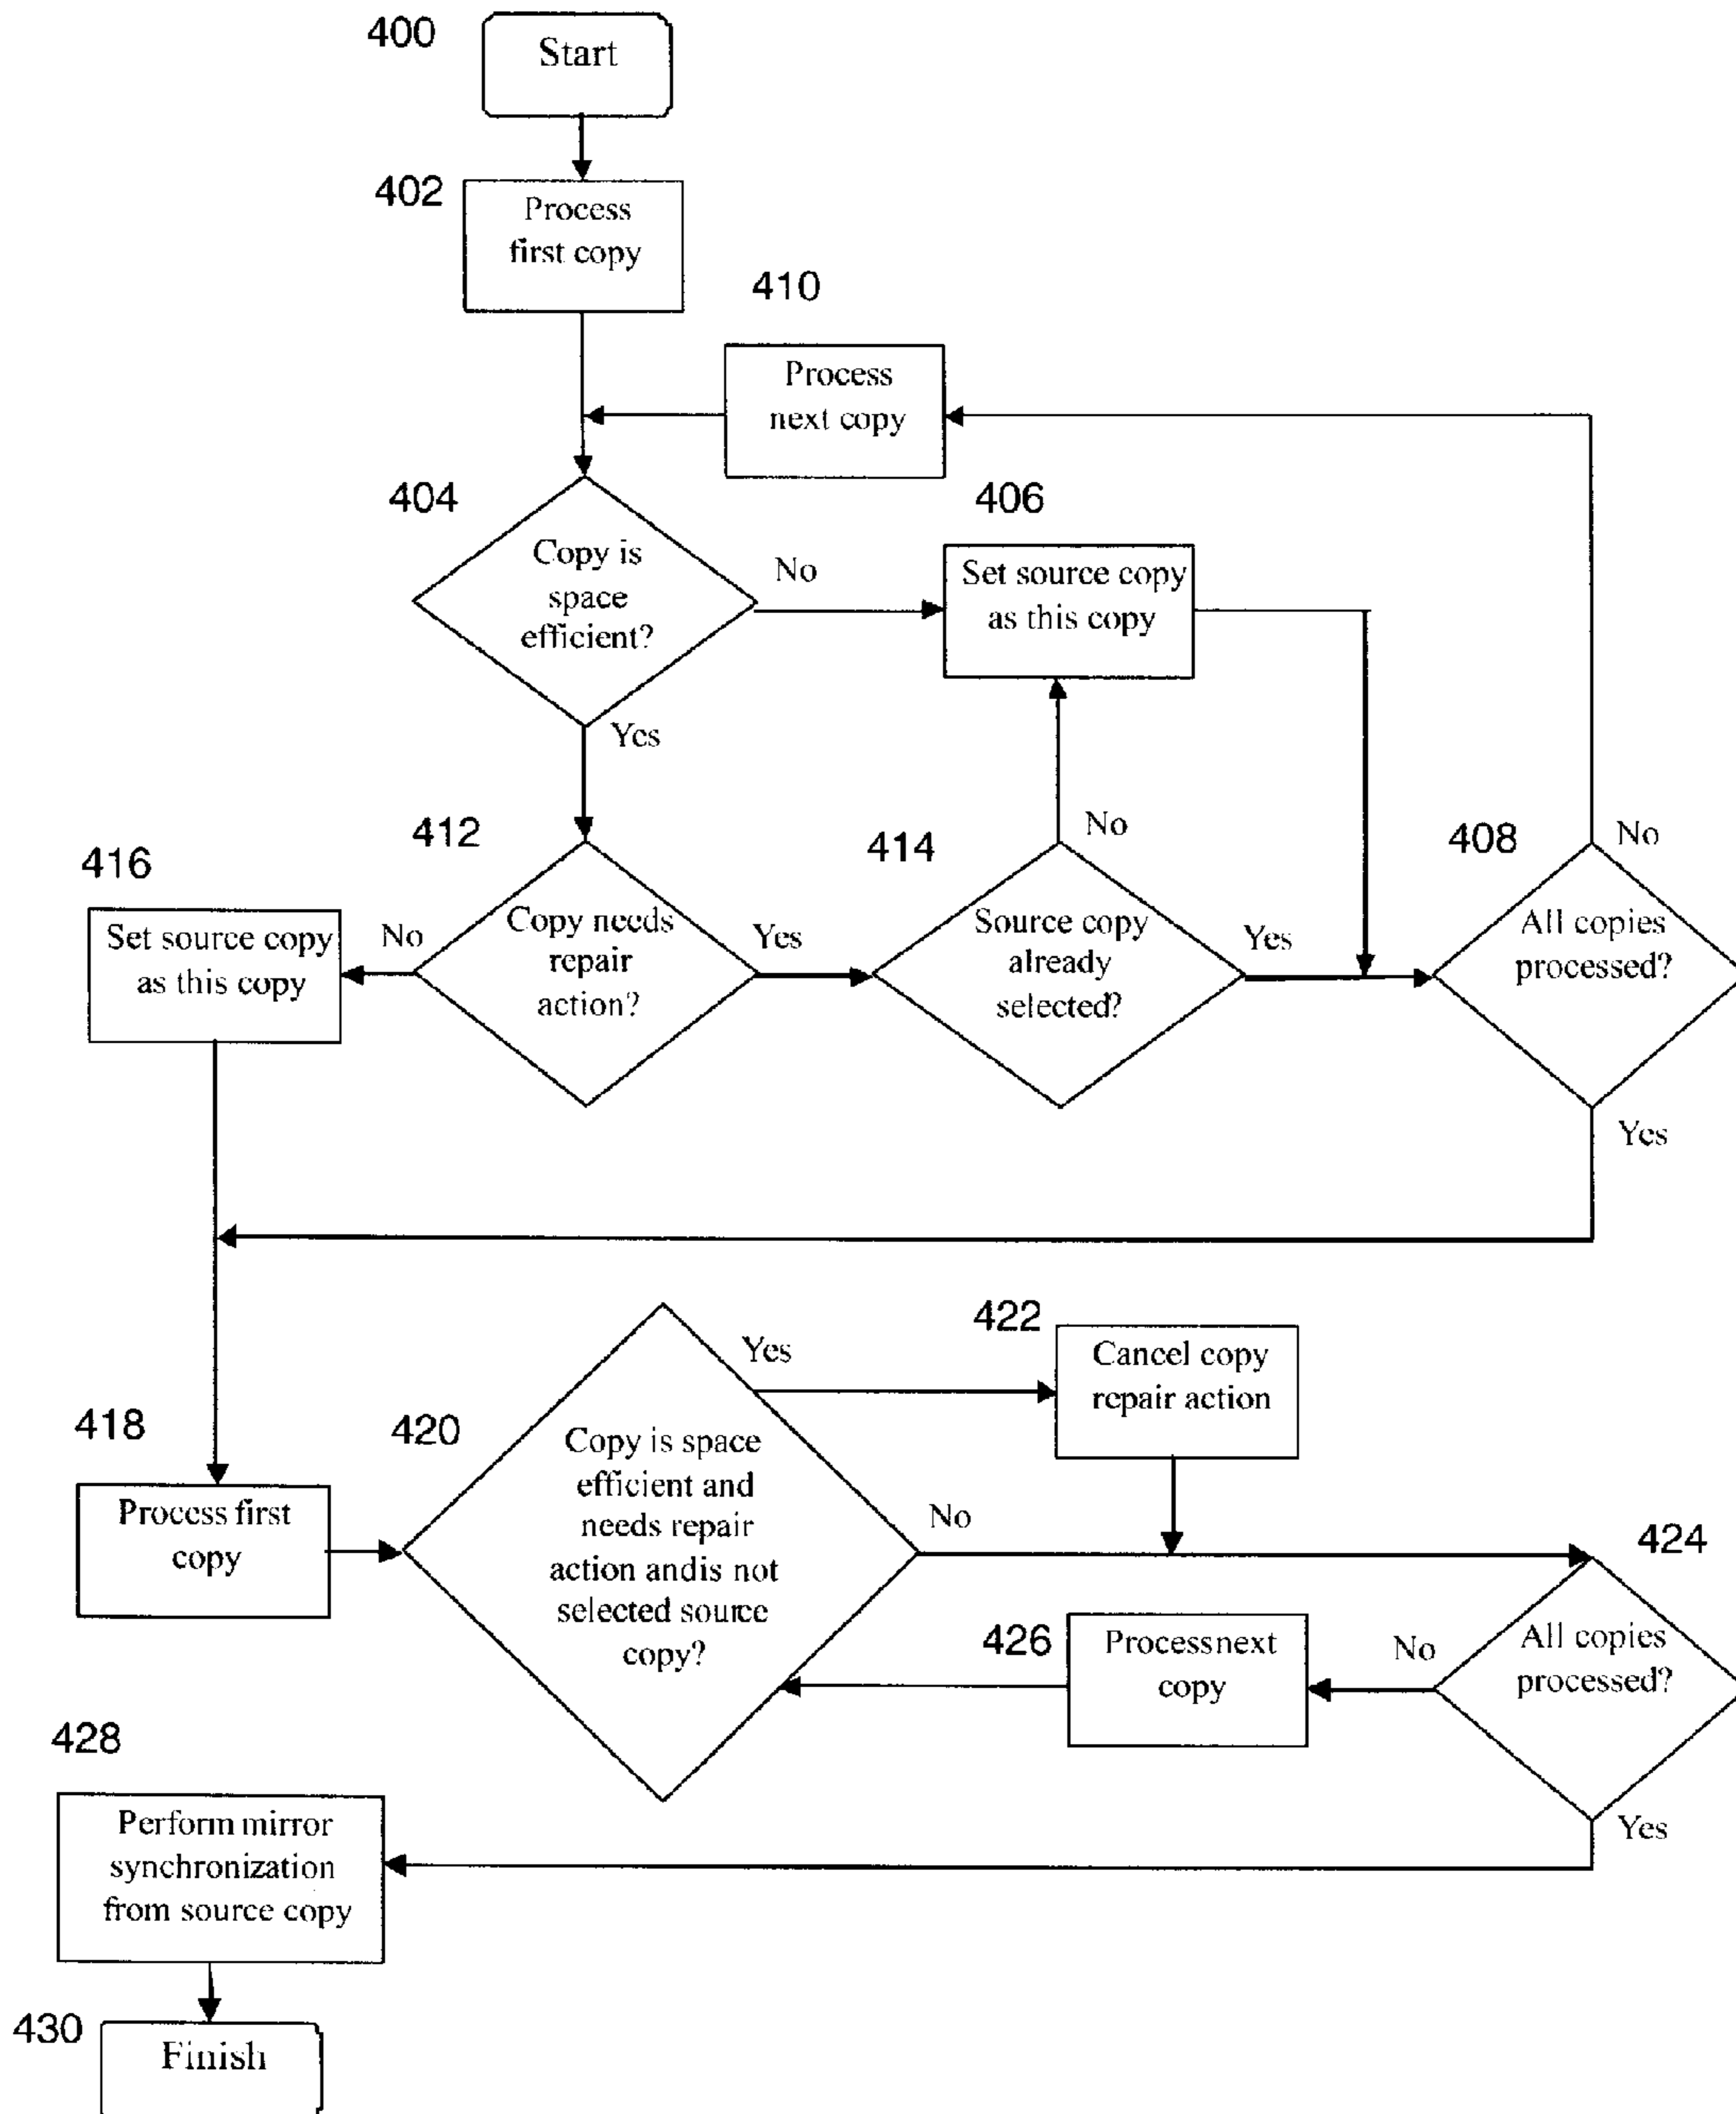 400
Start
402
Process
first copy
410
Process
next copy
404
Copy is
space
efficient?
No
Yes
406
Set source copy
as this copy
412
Copy needs
repair
action?
No
Yes
414
Source copy
already
selected?
No
Yes
408
All copies
processed?
No
Yes
416
Set source copy
as this copy
418
Process first
copy
420
Copy is space
efficient and
needs repair
action andis not
selected source
copy?
Yes
No
422
Cancel copy
repair action
424
All copies
processed?
No
Yes
426
Processnext
copy
428
Perform mirror
synchronization
from source copy
430
Finish